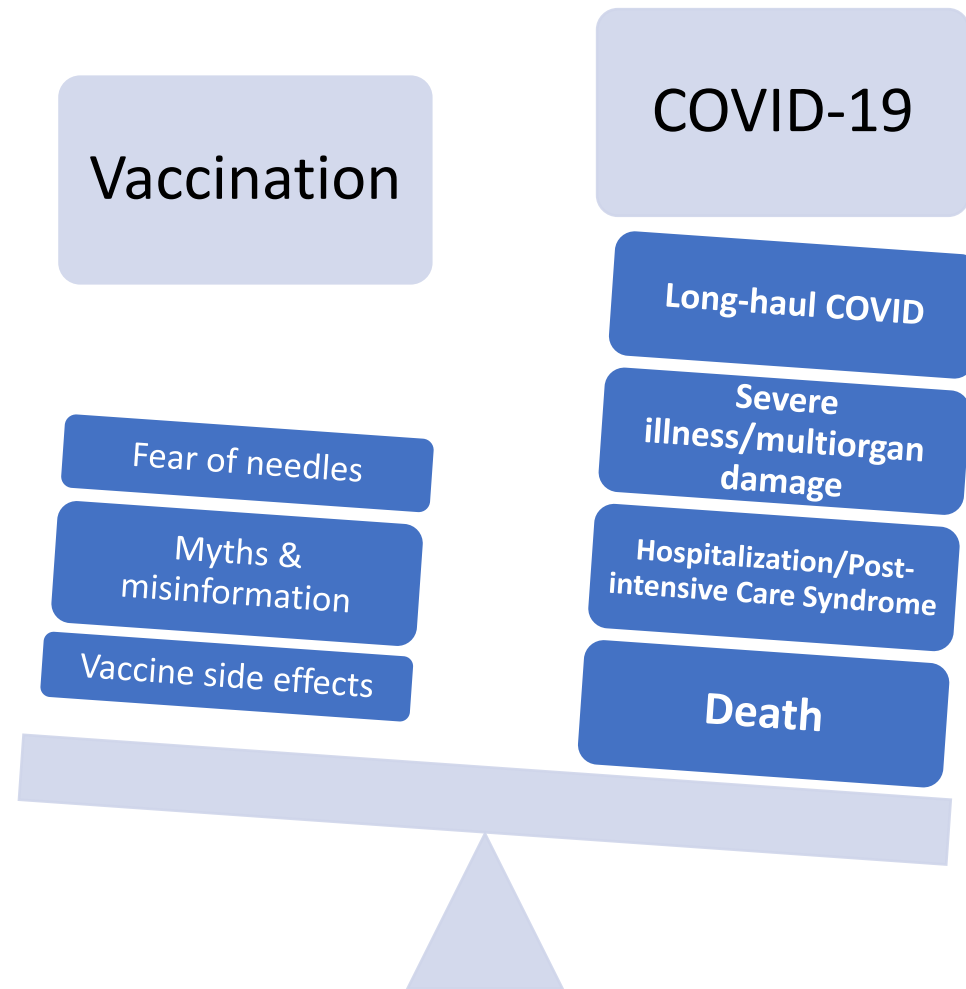 Vaccination
Fear of needles
Myths &
misinformation
Vaccine side effects
COVID-19
Long-haul COVID
Severe
illness/multiorgan
damage
Hospitalization/Post-
intensive Care Syndrome
Death